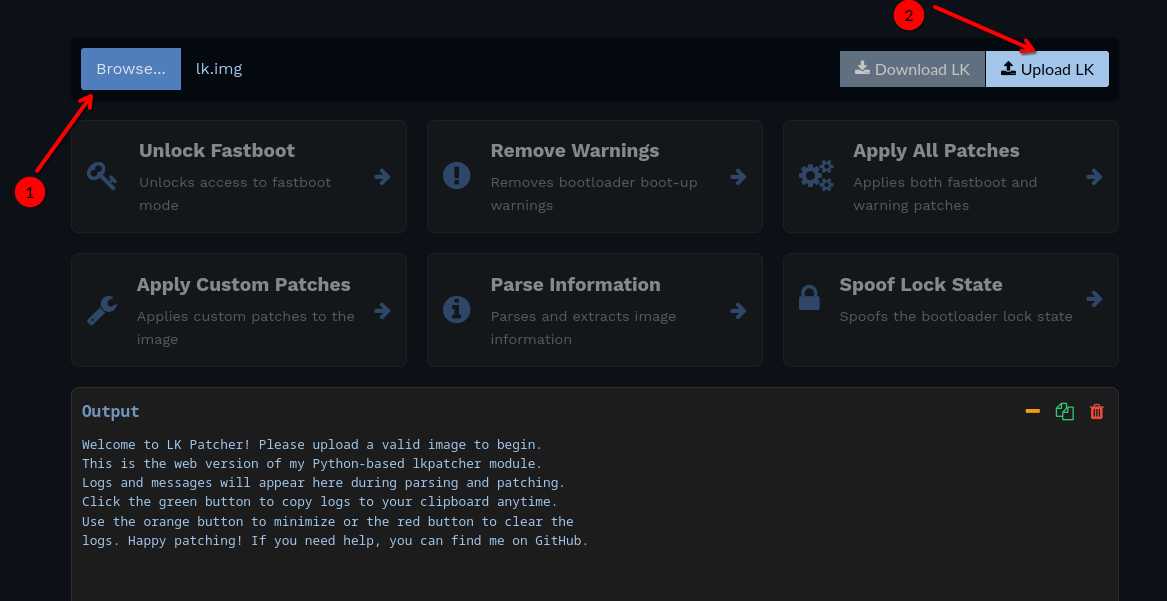 2
Browse...
lk.img
Download LK
Upload LK
1
Unlock Fastboot
Unlocks access to fastboot
mode
Remove Warnings
Removes bootloader boot-up
warnings
Apply All Patches
Applies both fastboot and
warning patches
Apply Custom Patches
Applies custom patches to the
image
Parse Information
Parses and extracts image
information
Spoof Lock State
Spoofs the bootloader lock state
Output
Welcome to LK Patcher! Please upload a valid image to begin.
This is the web version of my Python-based lkpatcher module.
Logs and messages will appear here during parsing and patching.
Click the green button to copy logs to your clipboard anytime.
Use the orange button to minimize or the red button to clear the
logs. Happy patching! If you need help, you can find me on GitHub.